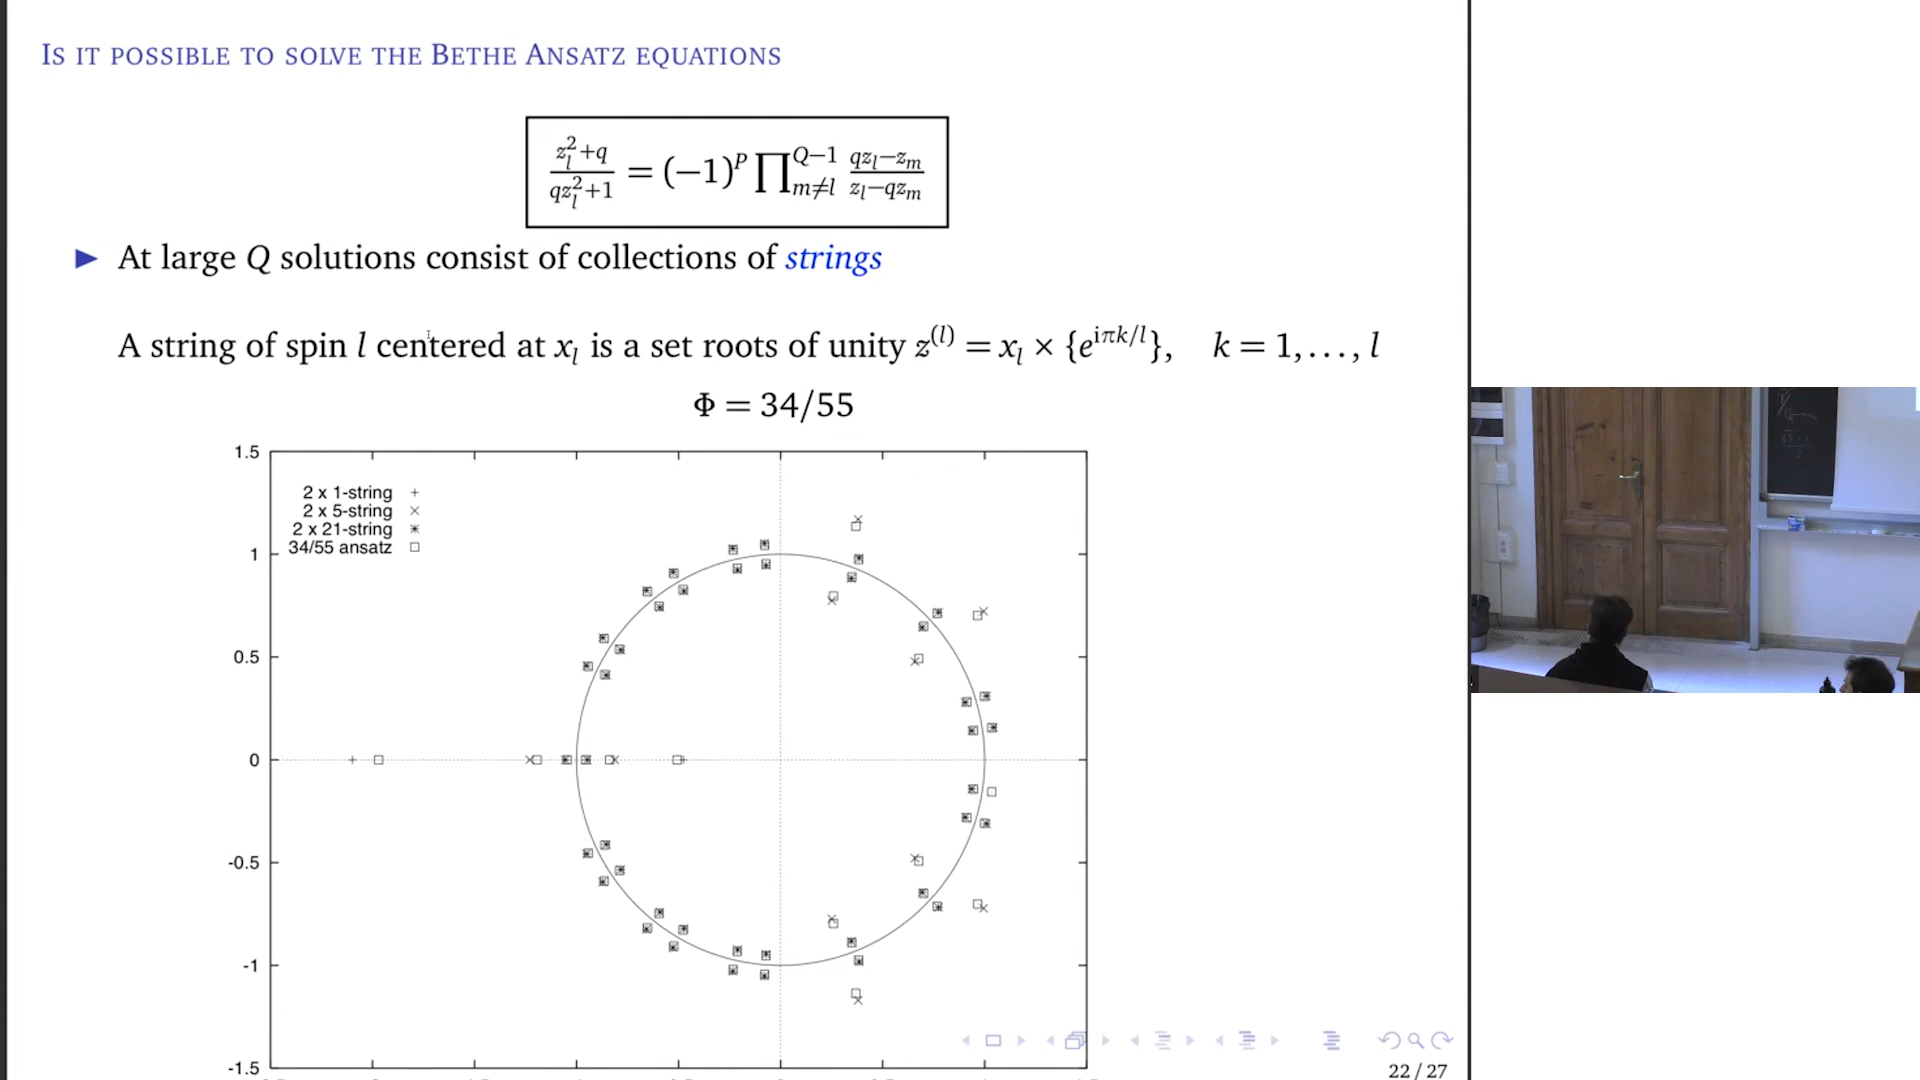 IS IT POSSIBLE TO SOLVE THE BETHE ANSATZ EQUATIONS
\frac{z_l^2+q}{qz_l^2+1} = (-1)^P \prod_{m≠l}^{Q-1} \frac{qz_l-z_m}{z_l-qz_m}
▶ At large Q solutions consist of collections of strings
A string of spin l centered at x_l is a set roots of unity z^{(l)} = x_l × {e^{iπk/l}}, k = 1,...,l
Φ = 34/55
1.5
2 x 1-string
2 x 5-string
2 x 21-string
34/55 ansatz
1
0.5
0
-0.5
-1
-1.5
22 / 27